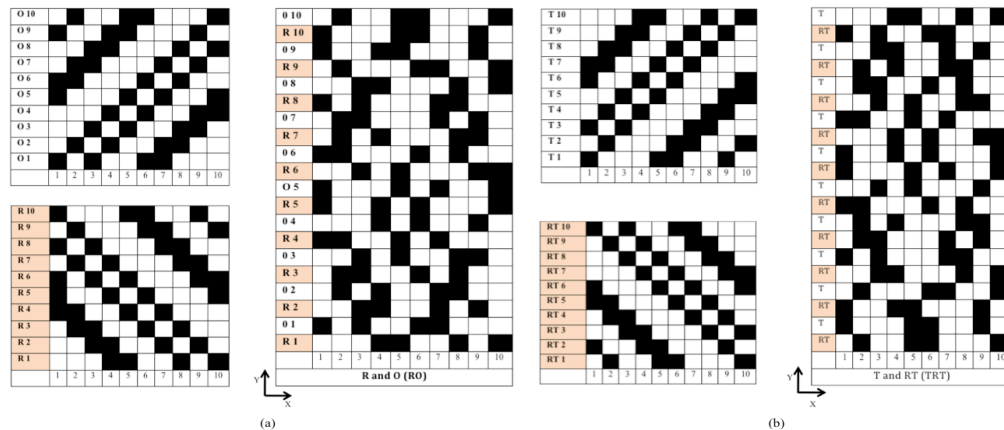 O 10
O 9
O 8
O 7
O 6
O 5
O 4
O 3
O 2
O 1
1 2 3 4 5 6 7 8 9 10
R 10
R 9
R 8
R 7
R 6
R 5
R 4
R 3
R 2
R 1
1 2 3 4 5 6 7 8 9 10
0 10
R 10
0 9
R 9
0 8
R 8
0 7
R 7
0 6
R 6
O 5
R 5
0 4
R 4
0 3
R 3
0 2
R 2
0 1
R 1
1 2 3 4 5 6 7 8 9 10
R and O (RO)
Y
X
(a)
T 10
T 9
T 8
T 7
T 6
T 5
T 4
T 3
T 2
T 1
1 2 3 4 5 6 7 8 9 10
RT 10
RT 9
RT 8
RT 7
RT 6
RT 5
RT 4
RT 3
RT 2
RT 1
1 2 3 4 5 6 7 8 9 10
T
RT
T
RT
T
RT
T
RT
T
RT
T
RT
T
RT
T
RT
T
RT
T
RT
1 2 3 4 5 6 7 8 9 10
T and RT (TRT)
Y
X
(b)